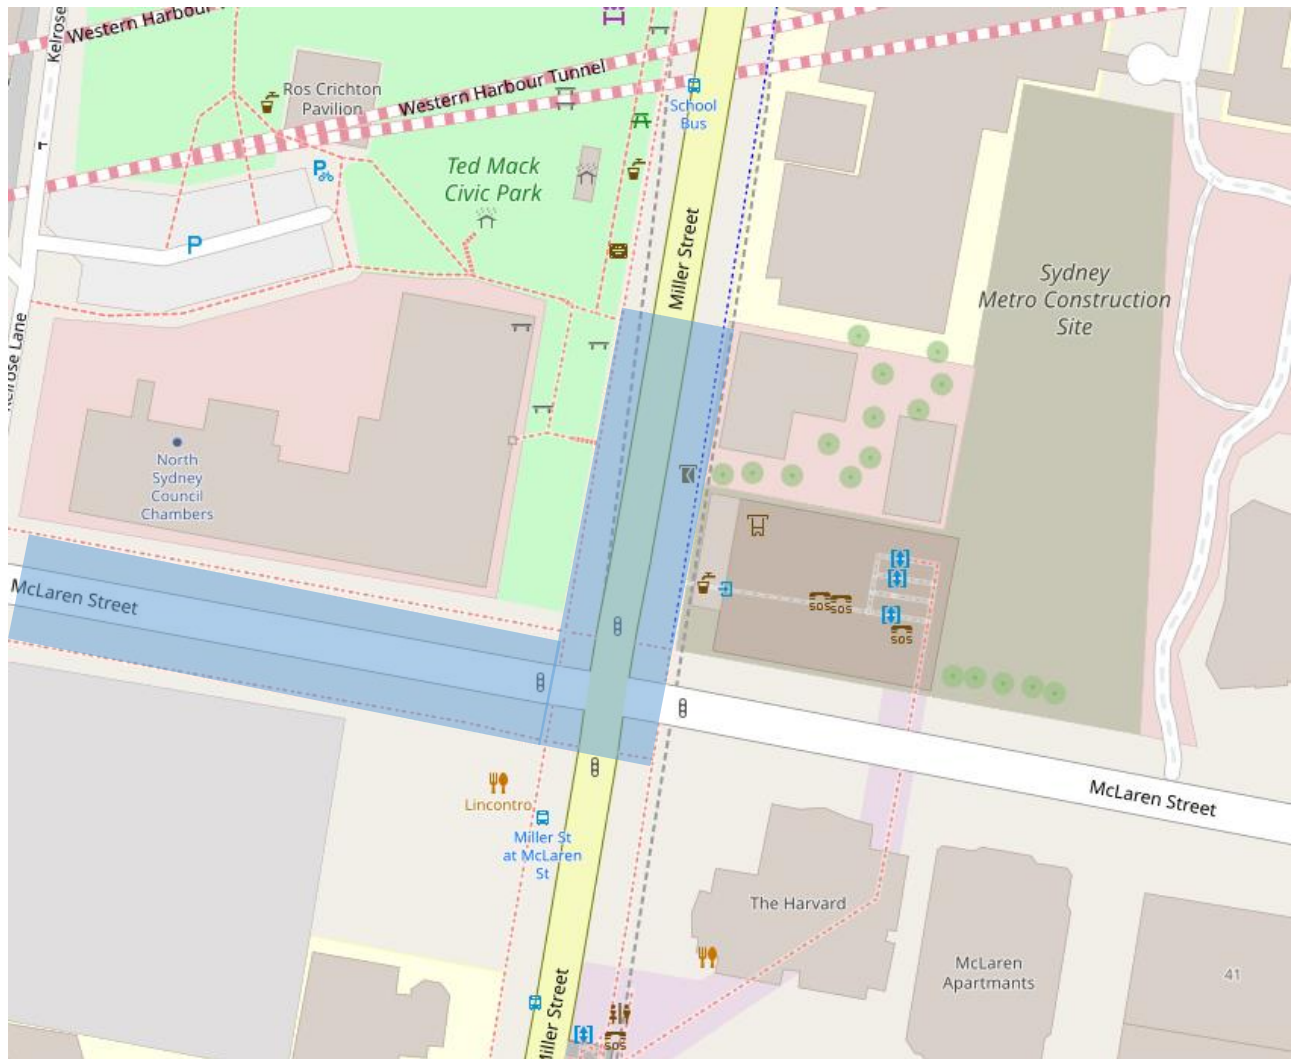 Western Harbour
Kelrose
Western Harbour Tunnel
Ros Crichton
Pavilion
School
Bus
P
Ted Mack
Civic Park
P
Miller Street
Sydney
Metro Construction
Site
Kelrose Lane
North
Sydney
Council
Chambers
McLaren Street
SOS
SOS
SOS
McLaren Street
Lincontro
Miller St
at McLaren
St
The Harvard
McLaren
Apartmants
41
Miller Street
SOS